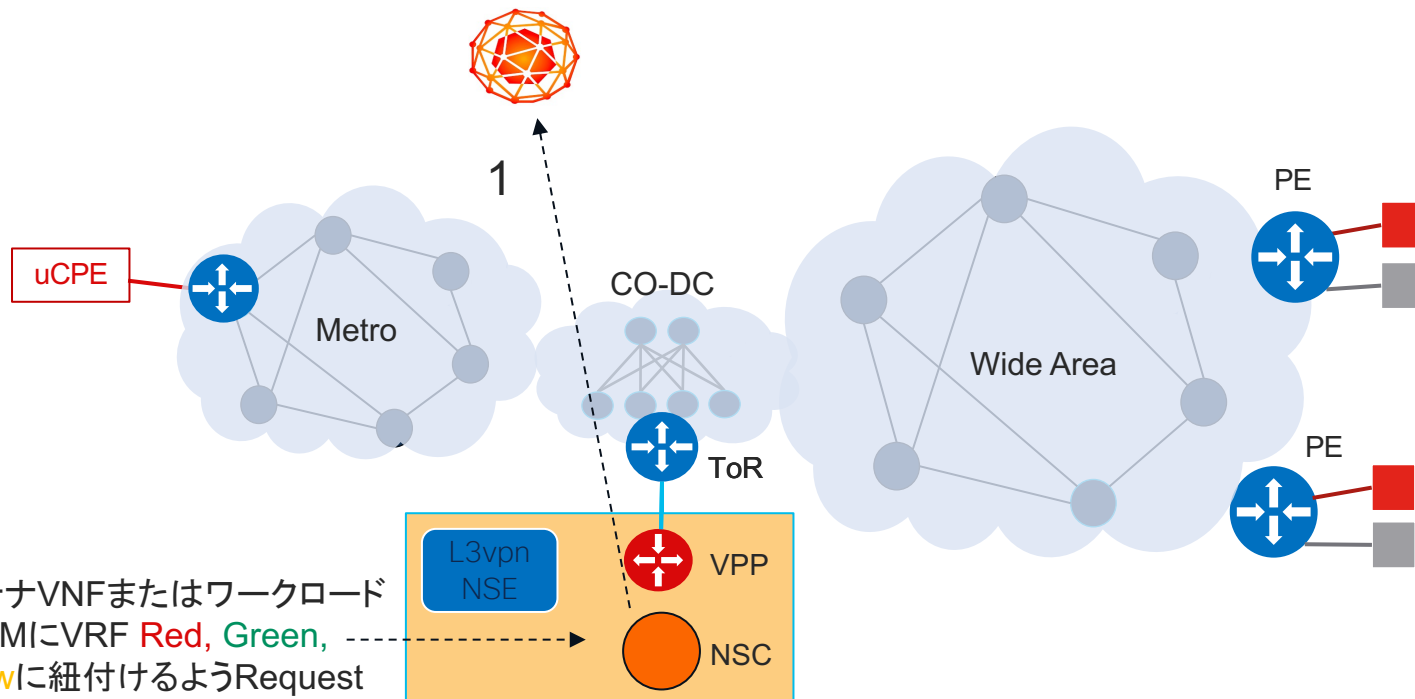 1
PE
uCPE
CO-DC
Metro
Wide Area
PE
ToR
L3vpn
NSE
VPP
ナVNFまたはワークロード
MにVRF Red, Green,
wに紐付けるようRequest
NSC